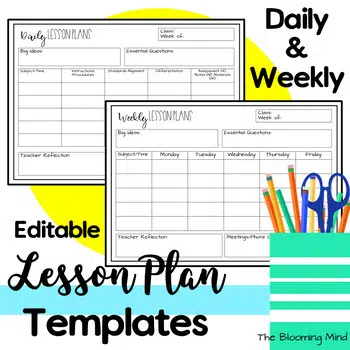 Daily LESSON PLANS
Class:
Week of:
Big Ideas:
Essential Questions:
Subject/Time
Instructional Procedures
Standards Alignment
Differentiation
Teacher Reflection
Daily
&
Weekly
Weekly LESSON PLANS
Class:
Week of:
Big Ideas:
Essential Questions:
Subject/Time
Monday
Tuesday
Wednesday
Thursday
Friday
Teacher Reflection
Meetings/Phone
Editable
Lesson Plan
Templates
The Blooming Mind